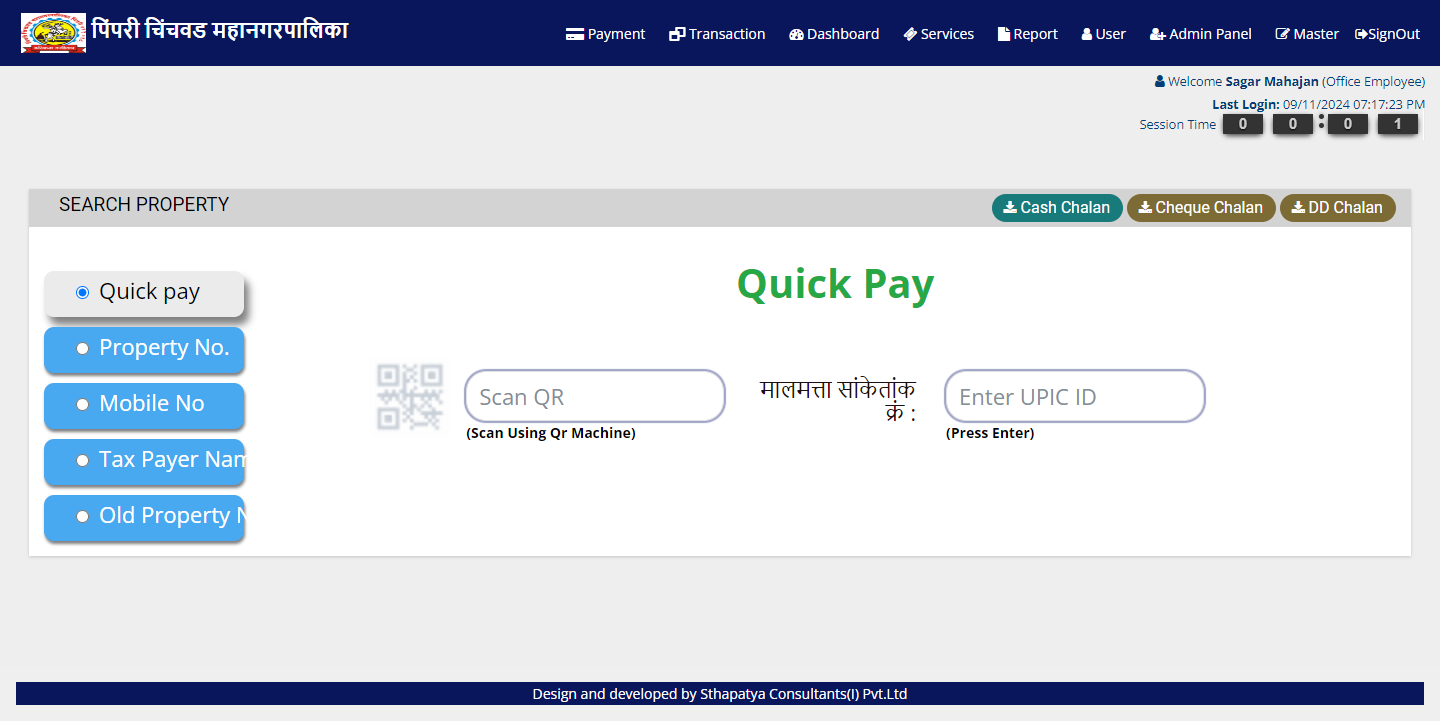 पिंपरी चिंचवड महानगरपालिका
Payment Transaction Dashboard Services Report User Admin Panel Master SignOut
Welcome Sagar Mahajan (Office Employee)
Last Login: 09/11/2024 07:17:23 PM
Session Time 0 0 : 0 1
SEARCH PROPERTY
Cash Chalan Cheque Chalan DD Chalan
Quick Pay
Quick pay
Property No.
Mobile No
Tax Payer Nam
Old Property N
Scan QR
(Scan Using Qr Machine)
मालमत्ता सांकेतांक
क्रं :
Enter UPIC ID
(Press Enter)
Design and developed by Sthapatya Consultants(I) Pvt.Ltd